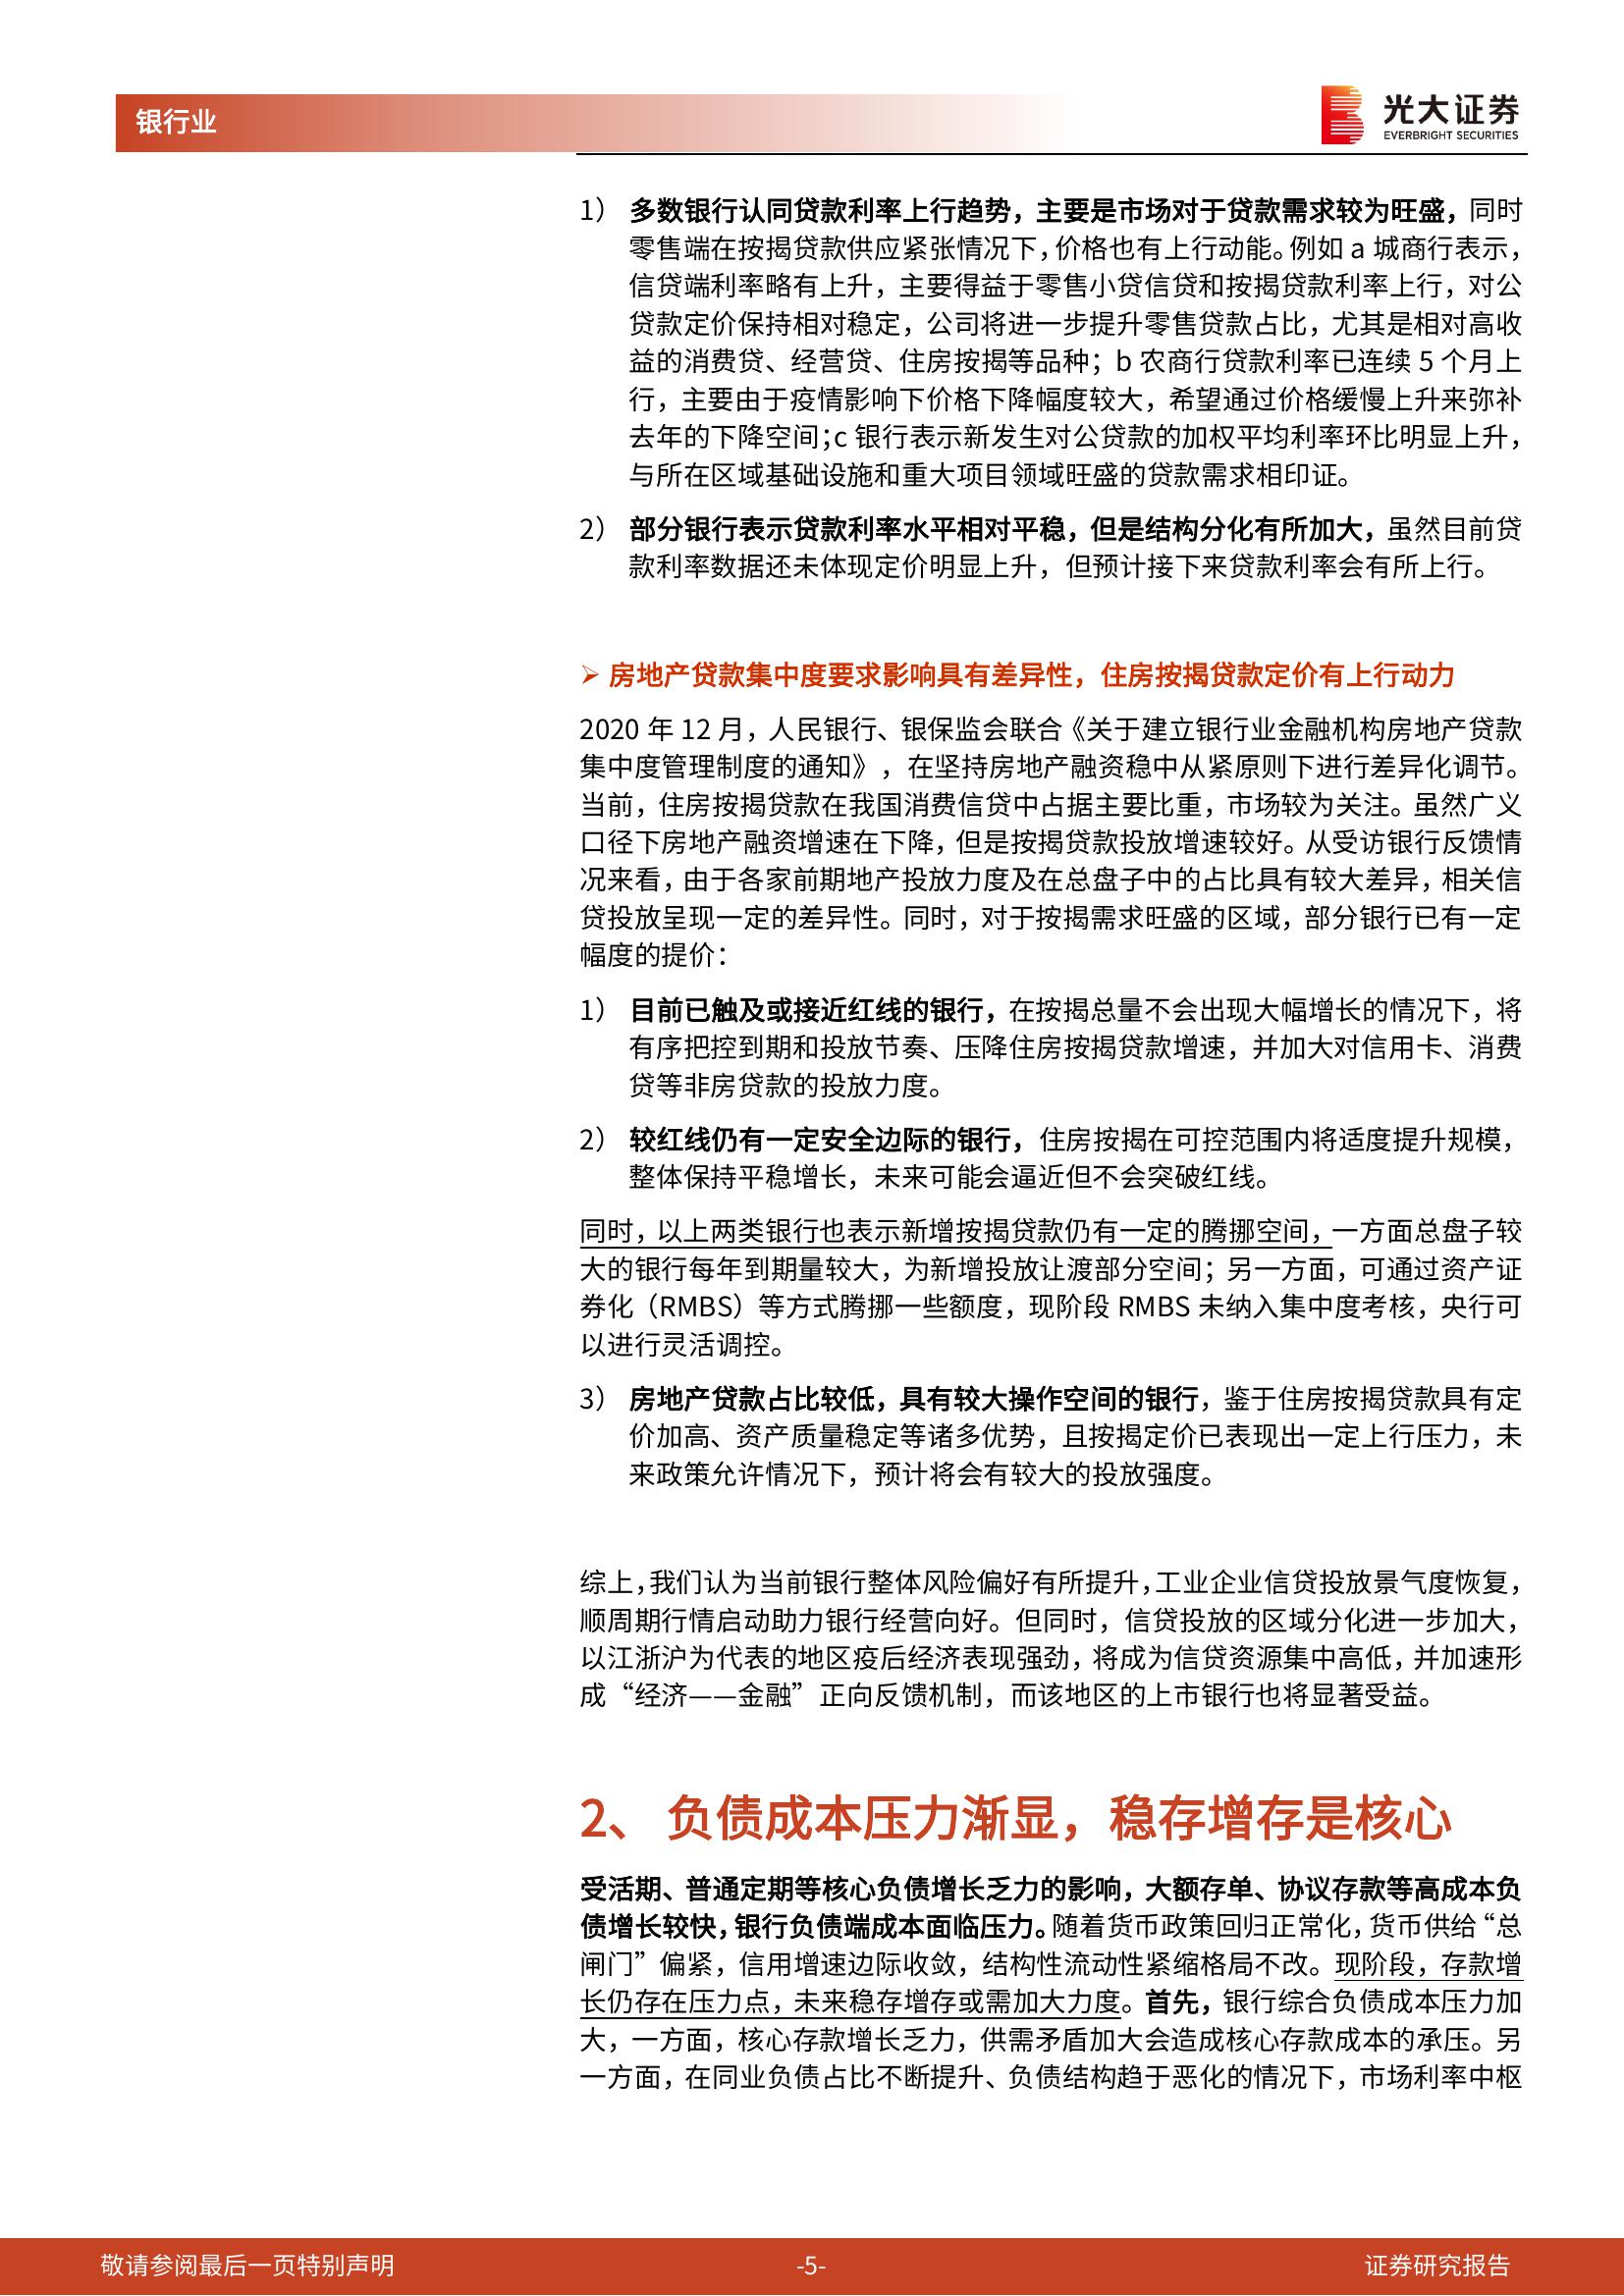 银行业
光大证券
EVERBRIGHT SECURITIES
1） 多数银行认同贷款利率上行趋势，主要是市场对于贷款需求较为旺盛，同时
零售端在按揭贷款供应紧张情况下，价格也有上行动能。例如 a 城商行表示，
信贷端利率略有上升，主要得益于零售小贷信贷和按揭贷款利率上行，对公
贷款定价保持相对稳定，公司将进一步提升零售贷款占比，尤其是相对高收
益的消费贷、经营贷、住房按揭等品种；b 农商行贷款利率已连续 5 个月上
行，主要由于疫情影响下价格下降幅度较大，希望通过价格缓慢上升来弥补
去年的下降空间；c 银行表示新发生对公贷款的加权平均利率环比明显上升，
与所在区域基础设施和重大项目领域旺盛的贷款需求相印证。
2） 部分银行表示贷款利率水平相对平稳，但是结构分化有所加大，虽然目前贷
款利率数据还未体现定价明显上升，但预计接下来贷款利率会有所上行。
➢ 房地产贷款集中度要求影响具有差异性，住房按揭贷款定价有上行动力
2020 年 12 月，人民银行、银保监会联合《关于建立银行业金融机构房地产贷款
集中度管理制度的通知》，在坚持房地产融资稳中从紧原则下进行差异化调节。
当前，住房按揭贷款在我国消费信贷中占据主要比重，市场较为关注。虽然广义
口径下房地产融资增速在下降，但是按揭贷款投放增速较好。从受访银行反馈情
况来看，由于各家前期地产投放力度及在总盘子中的占比具有较大差异，相关信
贷投放呈现一定的差异性。同时，对于按揭需求旺盛的区域，部分银行已有一定
幅度的提价：
1） 目前已触及或接近红线的银行，在按揭总量不会出现大幅增长的情况下，将
有序把控到期和投放节奏、压降住房按揭贷款增速，并加大对信用卡、消费
贷等非房贷款的投放力度。
2） 较红线仍有一定安全边际的银行，住房按揭在可控范围内将适度提升规模，
整体保持平稳增长，未来可能会逼近但不会突破红线。
同时，以上两类银行也表示新增按揭贷款仍有一定的腾挪空间，一方面总盘子较
大的银行每年到期量较大，为新增投放让渡部分空间；另一方面，可通过资产证
券化（RMBS）等方式腾挪一些额度，现阶段 RMBS 未纳入集中度考核，央行可
以进行灵活调控。
3） 房地产贷款占比较低，具有较大操作空间的银行，鉴于住房按揭贷款具有定
价加高、资产质量稳定等诸多优势，且按揭定价已表现出一定上行压力，未
来政策允许情况下，预计将会有较大的投放强度。
综上，我们认为当前银行整体风险偏好有所提升，工业企业信贷投放景气度恢复，
顺周期行情启动助力银行经营向好。但同时，信贷投放的区域分化进一步加大，
以江浙沪为代表的地区疫后经济表现强劲，将成为信贷资源集中高低，并加速形
成“经济——金融”正向反馈机制，而该地区的上市银行也将显著受益。
2、 负债成本压力渐显，稳存增存是核心
受活期、普通定期等核心负债增长乏力的影响，大额存单、协议存款等高成本负
债增长较快，银行负债端成本面临压力。随着货币政策回归正常化，货币供给“总
闸门”偏紧，信用增速边际收敛，结构性流动性紧缩格局不改。现阶段，存款增
长仍存在压力点，未来稳存增存或需加大力度。首先，银行综合负债成本压力加
大，一方面，核心存款增长乏力，供需矛盾加大会造成核心存款成本的承压。另
一方面，在同业负债占比不断提升、负债结构趋于恶化的情况下，市场利率中枢
敬请参阅最后一页特别声明
-5-
证券研究报告